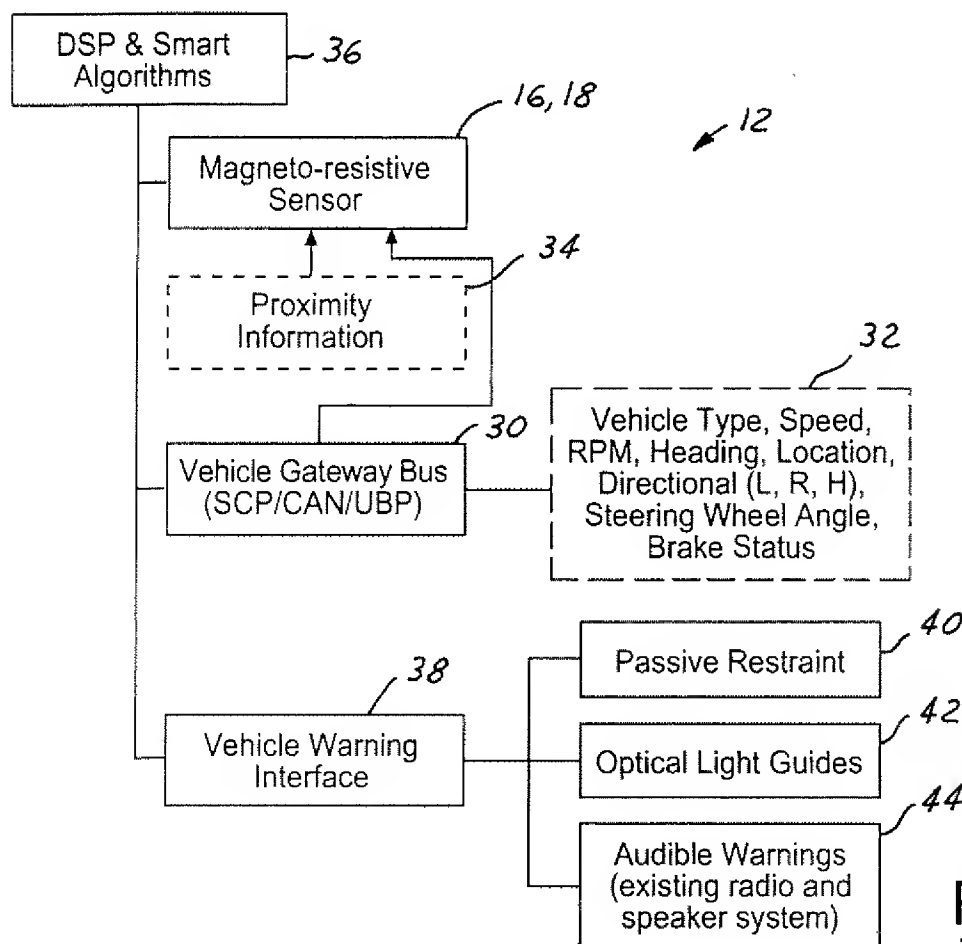 DSP & Smart
Algorithms
36
16, 18
12
Magneto-resistive
Sensor
34
Proximity
Information
32
Vehicle Type, Speed,
RPM, Heading, Location,
Directional (L, R, H),
Steering Wheel Angle,
Brake Status
30
Vehicle Gateway Bus
(SCP/CAN/UBP)
40
Passive Restraint
38
Vehicle Warning
Interface
42
Optical Light Guides
44
Audible Warnings
(existing radio and
speaker system)